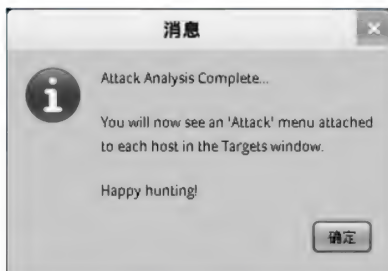 消息
Attack Analysis Complete...
You will now see an 'Attack' menu attached
to each host in the Targets window.
Happy hunting!
确定